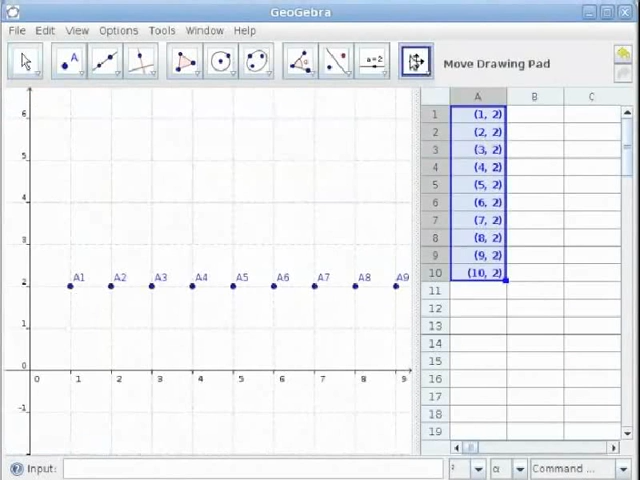 GeoGebra
File Edit View Options Tools Window Help
A a=2 Move Drawing Pad
A B C
1 (1, 2)
2 (2, 2)
3 (3, 2)
4 (4, 2)
5 (5, 2)
6 (6, 2)
7 (7, 2)
8 (8, 2)
9 (9, 2)
10 (10, 2)
11
12
13
14
15
16
17
18
19
6
5
4
3
A1 A2 A3 A4 A5 A6 A7 A8 A9
2
1
0
0 1 2 3 4 5 6 7 8 9
-1
Input: ² α Command ...